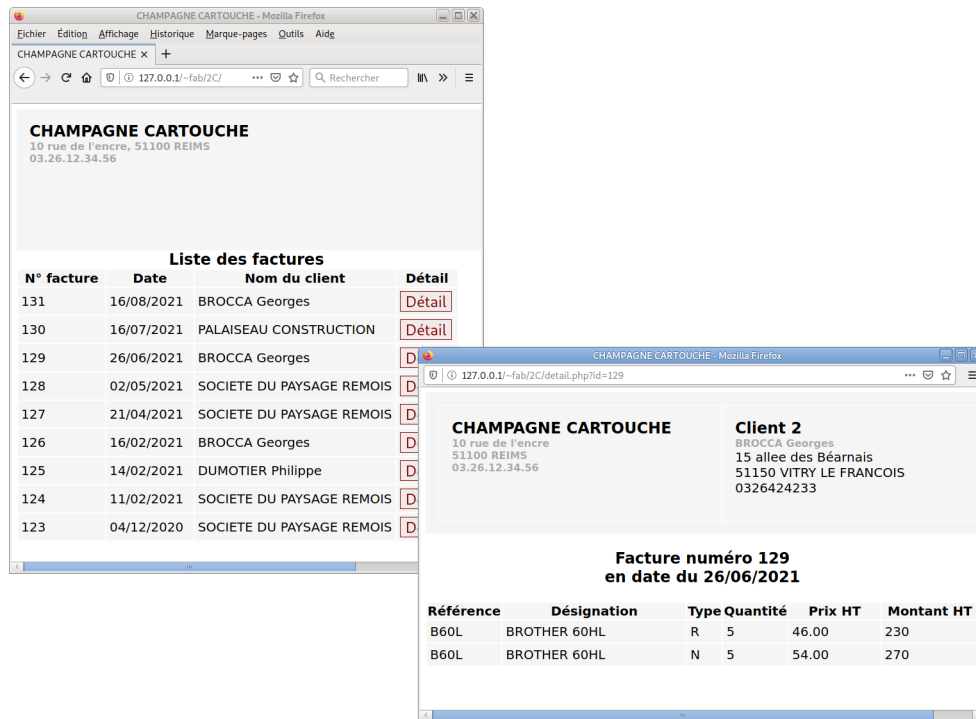 CHAMPAGNE CARTOUCHE - Mozilla Firefox
Fichier Édition Affichage Historique Marque-pages Outils Aide
CHAMPAGNE CARTOUCHE × +
127.0.0.1/~fab/2C/ ••• Rechercher
CHAMPAGNE CARTOUCHE
10 rue de l'encre, 51100 REIMS
03.26.12.34.56
Liste des factures
N° facture Date Nom du client Détail
131 16/08/2021 BROCCA Georges Détail
130 16/07/2021 PALAISEAU CONSTRUCTION Détail
129 26/06/2021 BROCCA Georges D
128 02/05/2021 SOCIETE DU PAYSAGE REMOIS D
127 21/04/2021 SOCIETE DU PAYSAGE REMOIS D
126 16/02/2021 BROCCA Georges D
125 14/02/2021 DUMOTIER Philippe D
124 11/02/2021 SOCIETE DU PAYSAGE REMOIS D
123 04/12/2020 SOCIETE DU PAYSAGE REMOIS D
CHAMPAGNE CARTOUCHE - Mozilla Firefox
127.0.0.1/~fab/2C/detail.php?id=129 •••
CHAMPAGNE CARTOUCHE
10 rue de l'encre
51100 REIMS
03.26.12.34.56
Client 2
BROCCA Georges
15 allee des Béarnais
51150 VITRY LE FRANCOIS
0326424233
Facture numéro 129
en date du 26/06/2021
Référence Désignation Type Quantité Prix HT Montant HT
B60L BROTHER 60HL R 5 46.00 230
B60L BROTHER 60HL N 5 54.00 270